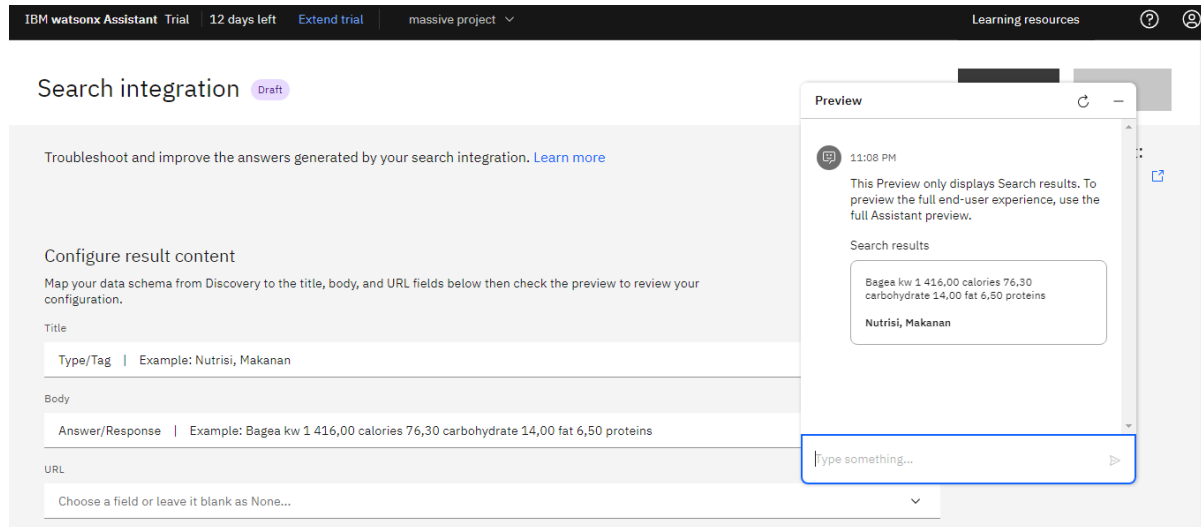 IBM watsonx Assistant Trial 12 days left Extend trial massive project Learning resources
Search integration Draft
Troubleshoot and improve the answers generated by your search integration. Learn more
Configure result content
Map your data schema from Discovery to the title, body, and URL fields below then check the preview to review your
configuration.
Title
Type/Tag | Example: Nutrisi, Makanan
Body
Answer/Response | Example: Bagea kw 1 416,00 calories 76,30 carbohydrate 14,00 fat 6,50 proteins
URL
Choose a field or leave it blank as None...
Preview
11:08 PM
This Preview only displays Search results. To
preview the full end-user experience, use the
full Assistant preview.
Search results
Bagea kw 1 416,00 calories 76,30
carbohydrate 14,00 fat 6,50 proteins
Nutrisi, Makanan
Type something...